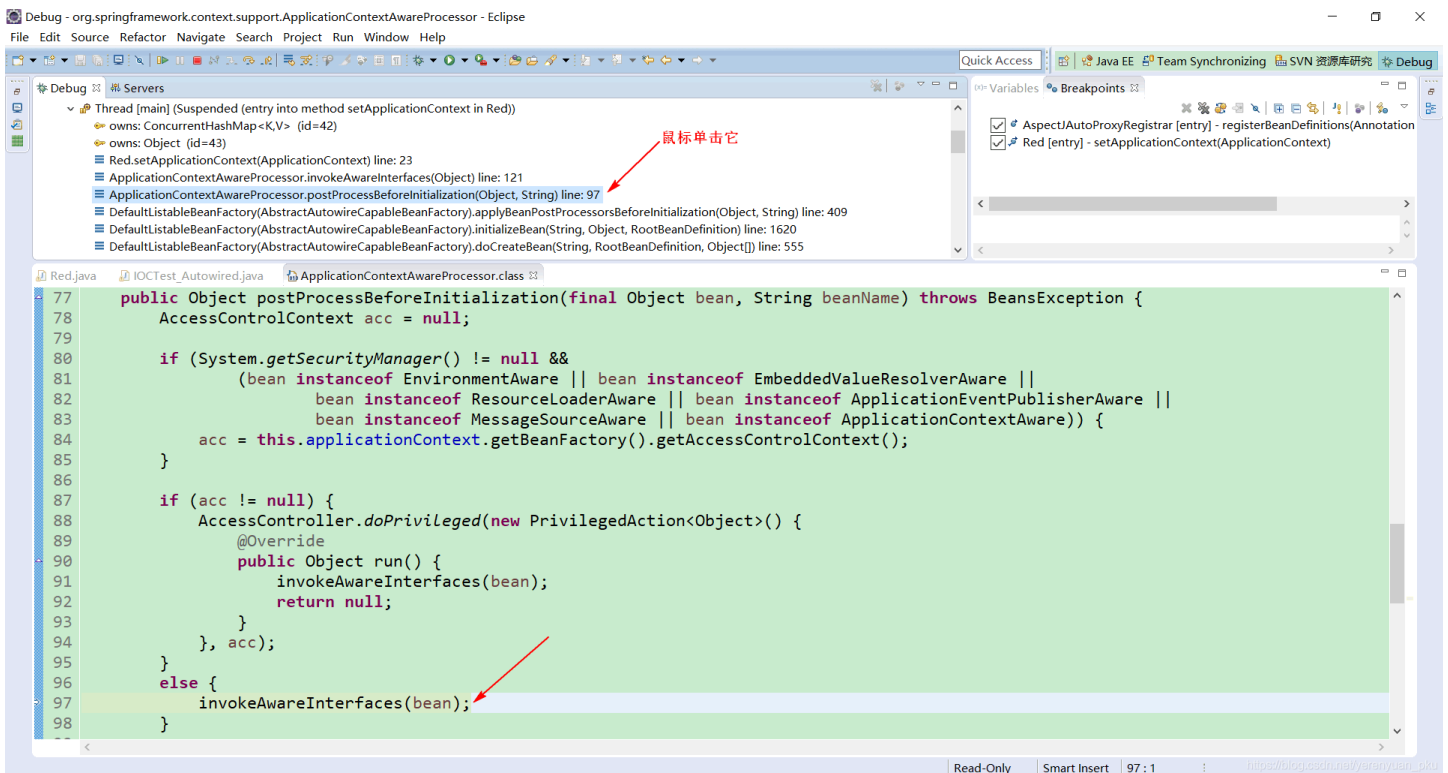 Debug - org.springframework.context.support.ApplicationContextAwareProcessor - Eclipse
File Edit Source Refactor Navigate Search Project Run Window Help
Quick Access Java EE Team Synchronizing SVN 资源库研究 Debug
Debug Servers
Thread [main] (Suspended (entry into method setApplicationContext in Red))
owns: ConcurrentHashMap<K,V> (id=42)
owns: Object (id=43)
Red.setApplicationContext(ApplicationContext) line: 23
ApplicationContextAwareProcessor.invokeAwareInterfaces(Object) line: 121
ApplicationContextAwareProcessor.postProcessBeforeInitialization(Object, String) line: 97
DefaultListableBeanFactory(AbstractAutowireCapableBeanFactory).applyBeanPostProcessorsBeforeInitialization(Object, String) line: 409
DefaultListableBeanFactory(AbstractAutowireCapableBeanFactory).initializeBean(String, Object, RootBeanDefinition) line: 1620
DefaultListableBeanFactory(AbstractAutowireCapableBeanFactory).doCreateBean(String, RootBeanDefinition, Object[]) line: 555
鼠标单击它
(x)= Variables Breakpoints
AspectJAutoProxyRegistrar [entry] - registerBeanDefinitions(Annotation
Red [entry] - setApplicationContext(ApplicationContext)
Red.java IOCTest_Autowired.java ApplicationContextAwareProcessor.class
77 public Object postProcessBeforeInitialization(final Object bean, String beanName) throws BeansException {
78 AccessControlContext acc = null;
79
80 if (System.getSecurityManager() != null &&
81 (bean instanceof EnvironmentAware || bean instanceof EmbeddedValueResolverAware ||
82 bean instanceof ResourceLoaderAware || bean instanceof ApplicationEventPublisherAware ||
83 bean instanceof MessageSourceAware || bean instanceof ApplicationContextAware)) {
84 acc = this.applicationContext.getBeanFactory().getAccessControlContext();
85 }
86
87 if (acc != null) {
88 AccessController.doPrivileged(new PrivilegedAction<Object>() {
89 @Override
90 public Object run() {
91 invokeAwareInterfaces(bean);
92 return null;
93 }
94 }, acc);
95 }
96 else {
97 invokeAwareInterfaces(bean);
98 }
Read-Only Smart Insert 97 : 1
https://blog.csdn.net/yerenyuan_pku